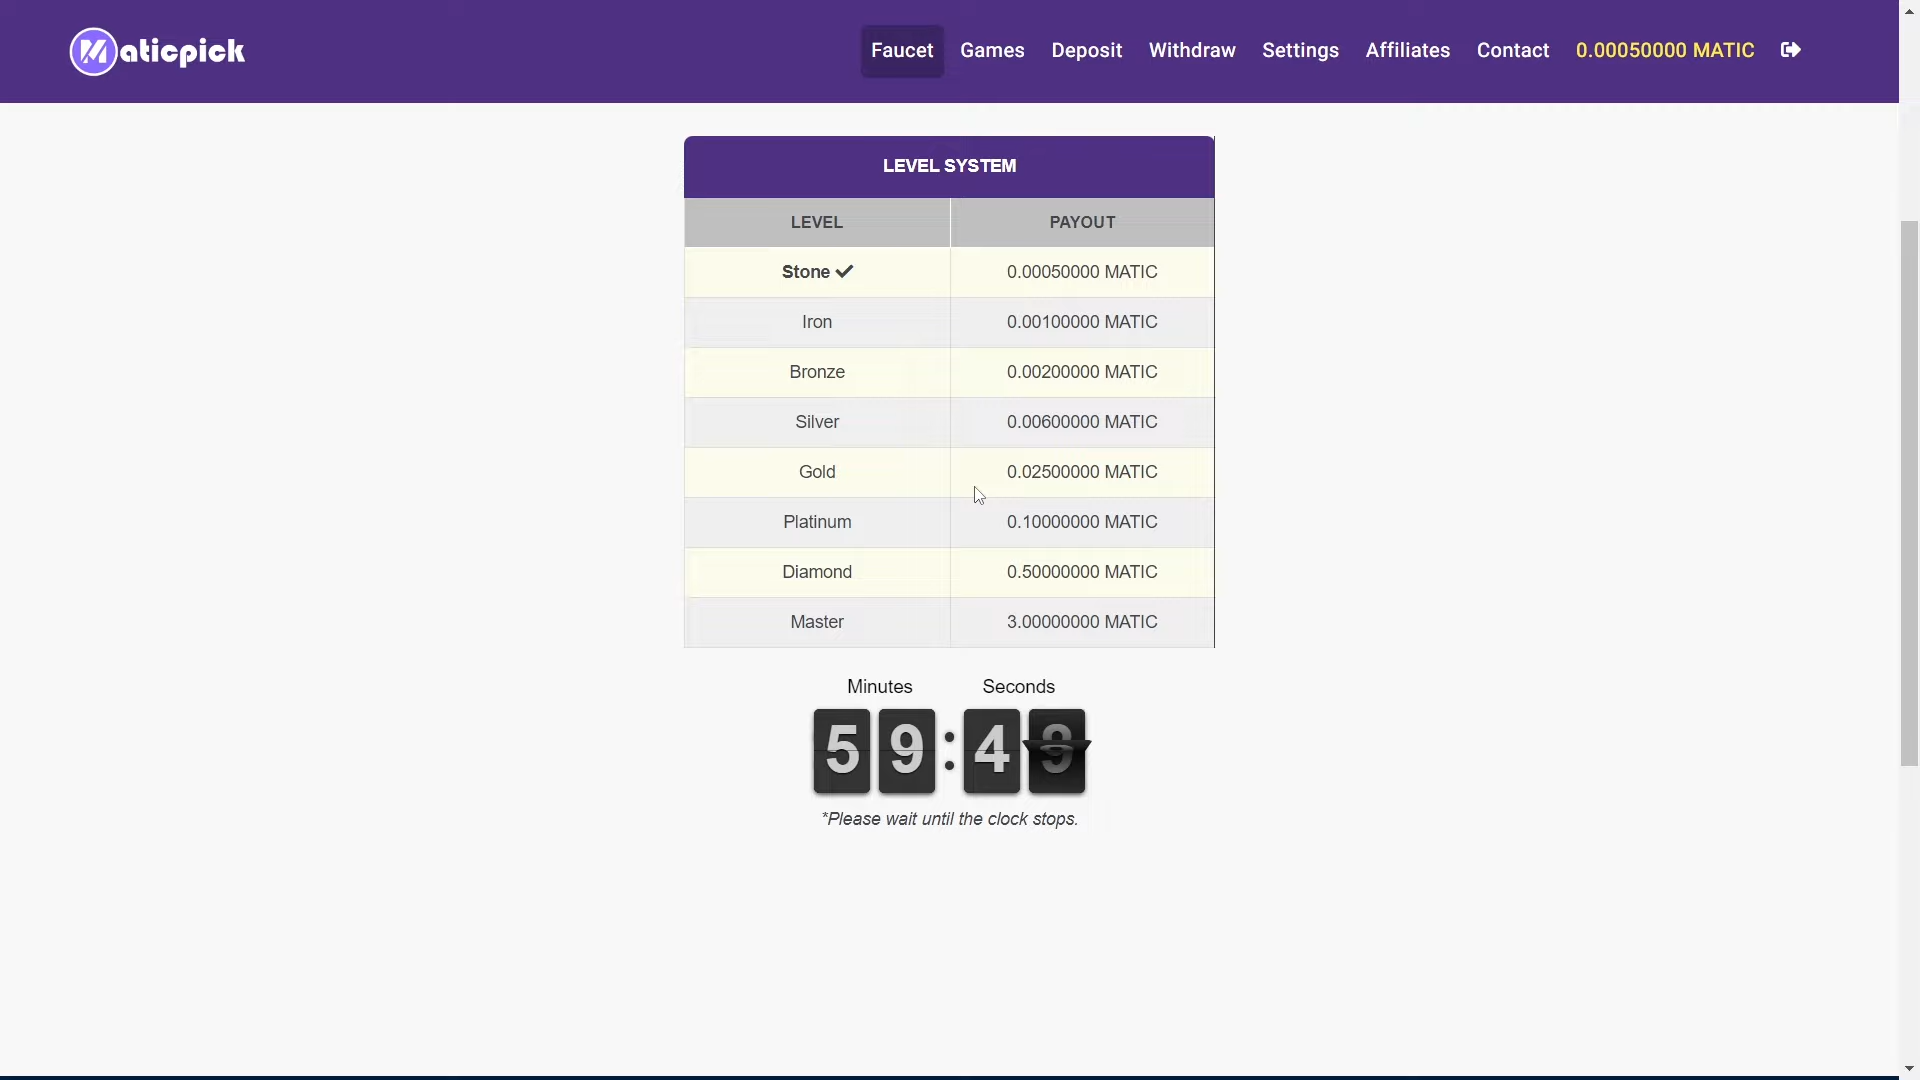 Maticpick
Faucet Games Deposit Withdraw Settings Affiliates Contact 0.00050000 MATIC
LEVEL SYSTEM
LEVEL PAYOUT
Stone 0.00050000 MATIC
Iron 0.00100000 MATIC
Bronze 0.00200000 MATIC
Silver 0.00600000 MATIC
Gold 0.02500000 MATIC
Platinum 0.10000000 MATIC
Diamond 0.50000000 MATIC
Master 3.00000000 MATIC
Minutes Seconds
59:4
*Please wait until the clock stops.